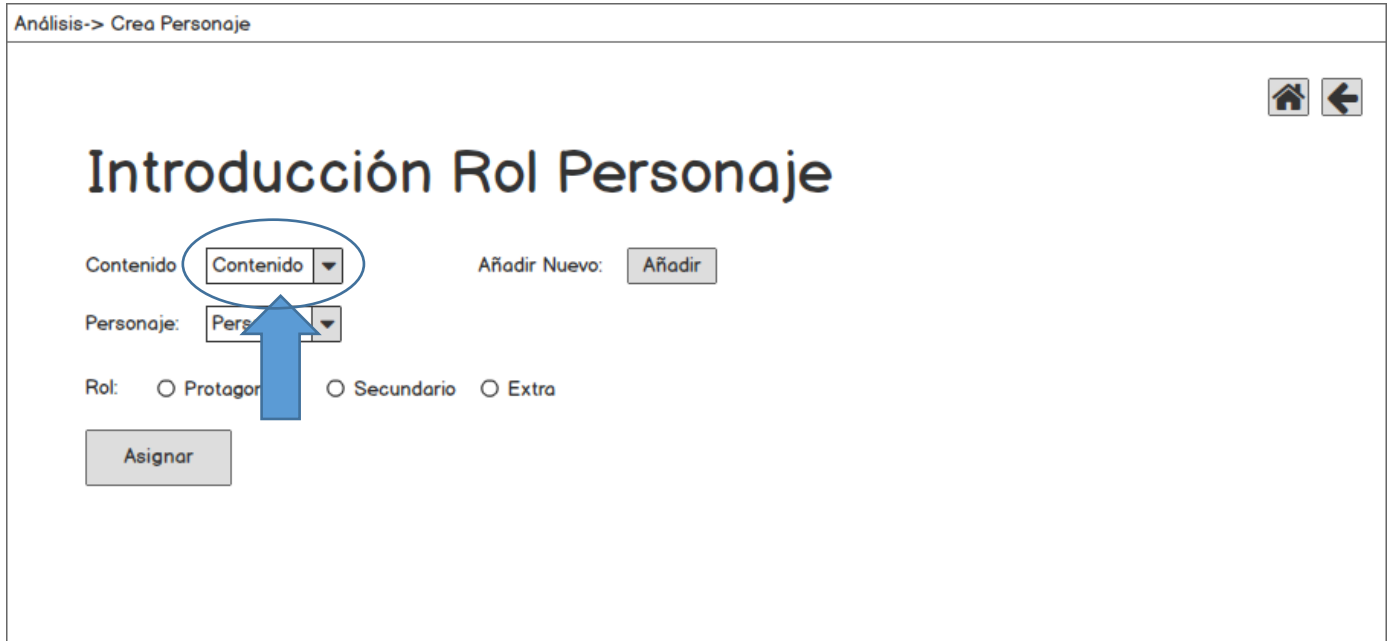 Análisis-> Crea Personaje
Introducción Rol Personaje
Contenido Contenido Añadir Nuevo: Añadir
Personaje:
Rol: Secundario Extra
Asignar